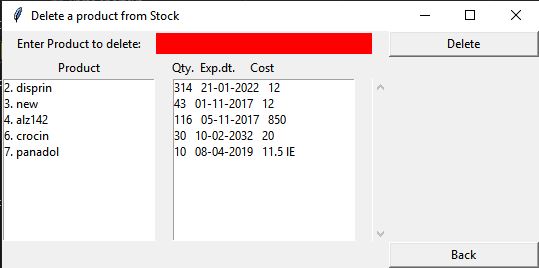 Delete a product from Stock
Enter Product to delete: Delete
Product Qty. Exp.dt. Cost
2. disprin 314 21-01-2022 12
3. new 43 01-11-2017 12
4. alz142 116 05-11-2017 850
6. crocin 30 10-02-2032 20
7. panadol 10 08-04-2019 11.5 IE
Back